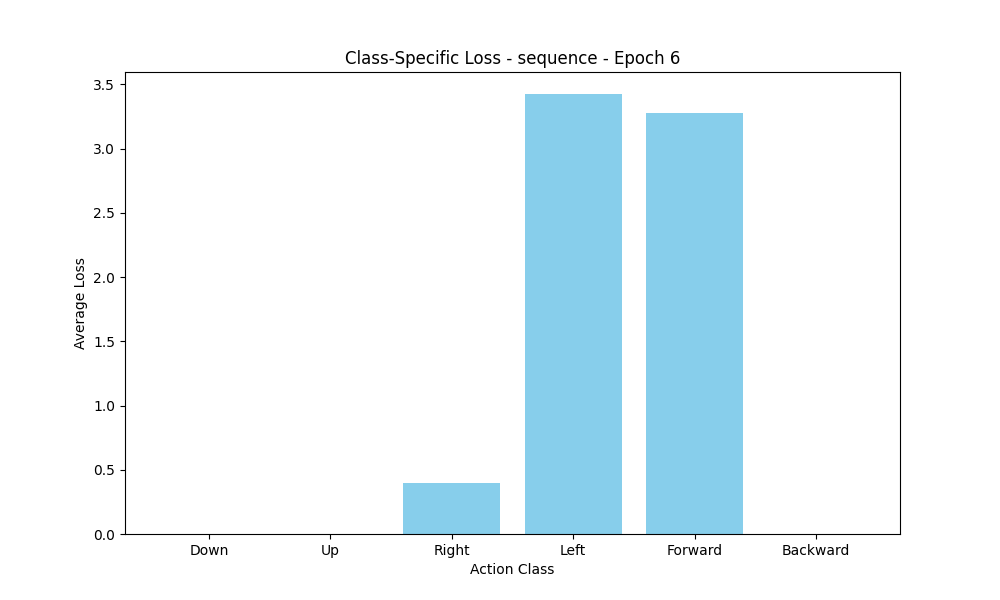 Class-Specific Loss - sequence - Epoch 6
3.5
3.0
2.5
2.0
1.5
1.0
0.5
0.0
Average Loss
Down Up Right Left Forward Backward
Action Class